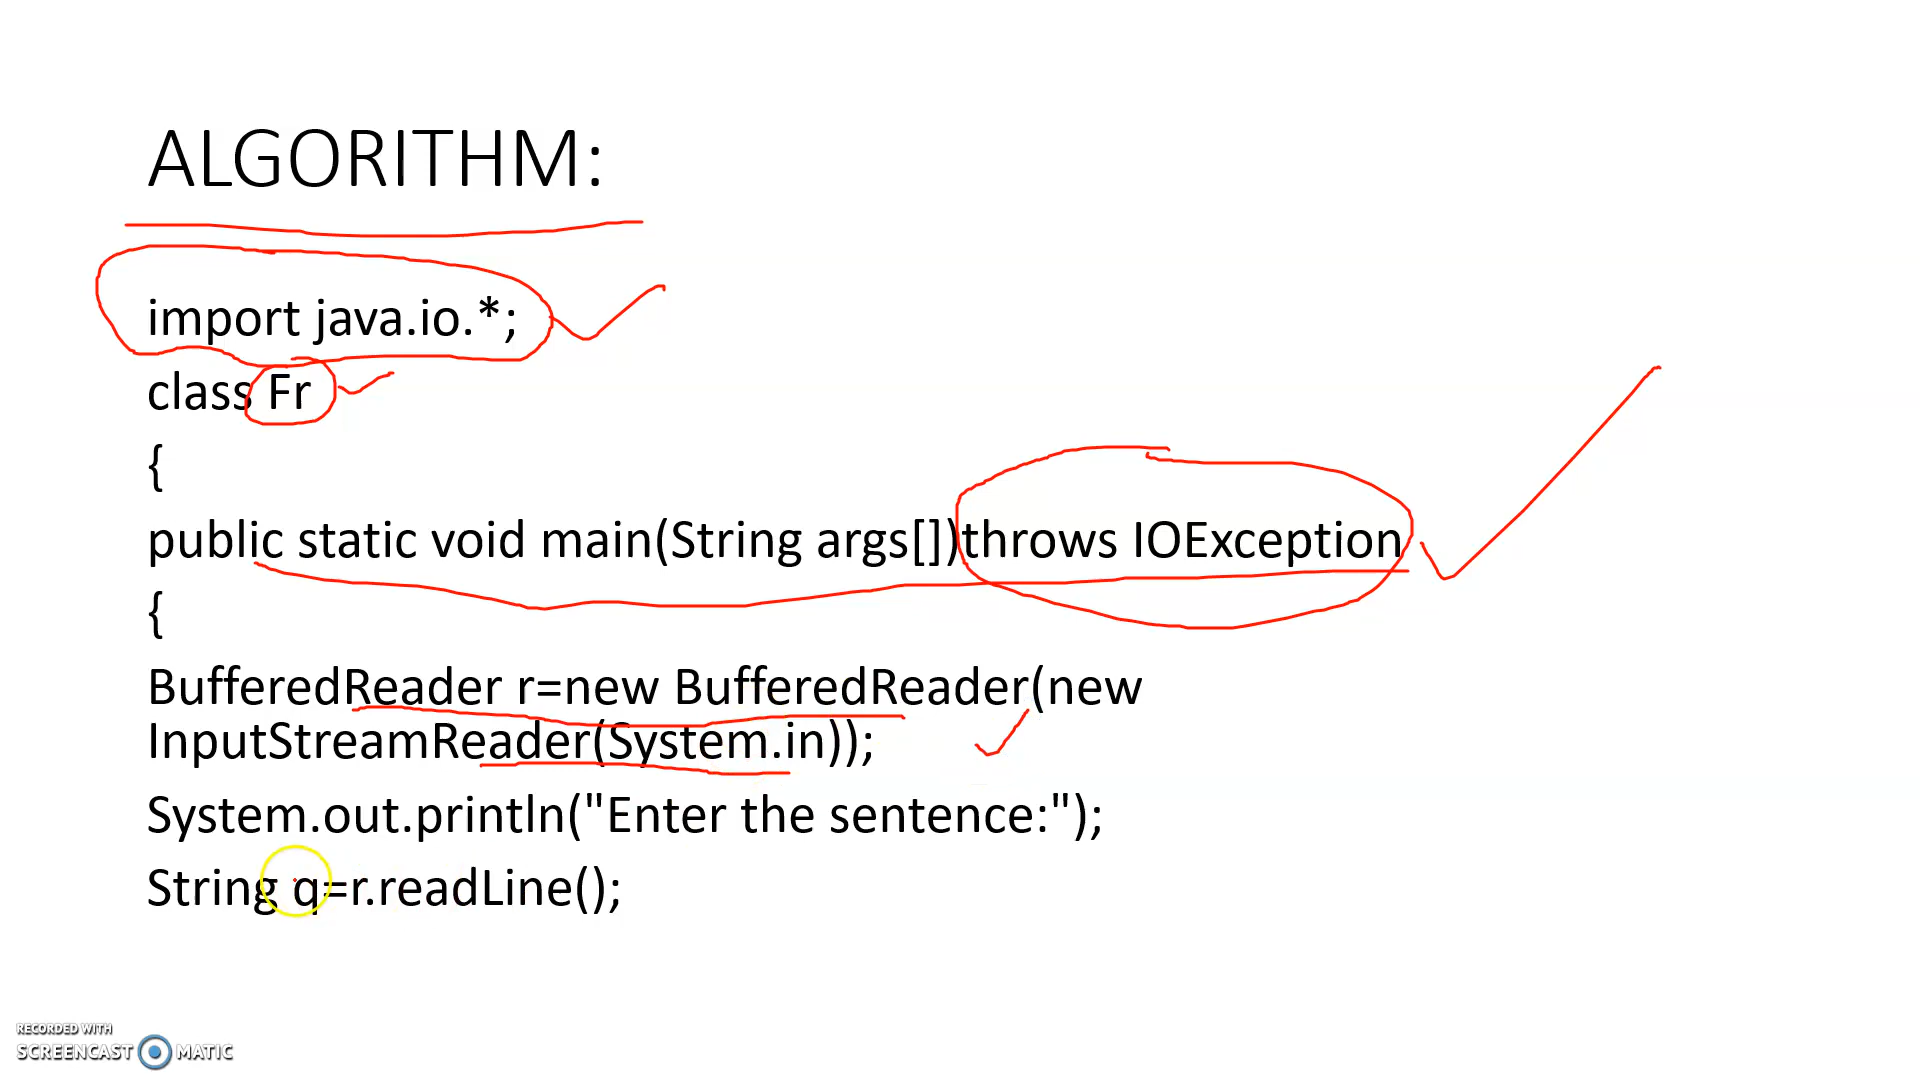 ALGORITHM:
import java.io.*;
class Fr
{
public static void main(String args[])throws IOException
{
BufferedReader r=new BufferedReader(new
InputStreamReader(System.in));
System.out.println("Enter the sentence:");
String q=r.readLine();
RECORDED WITH
SCREENCAST MATIC